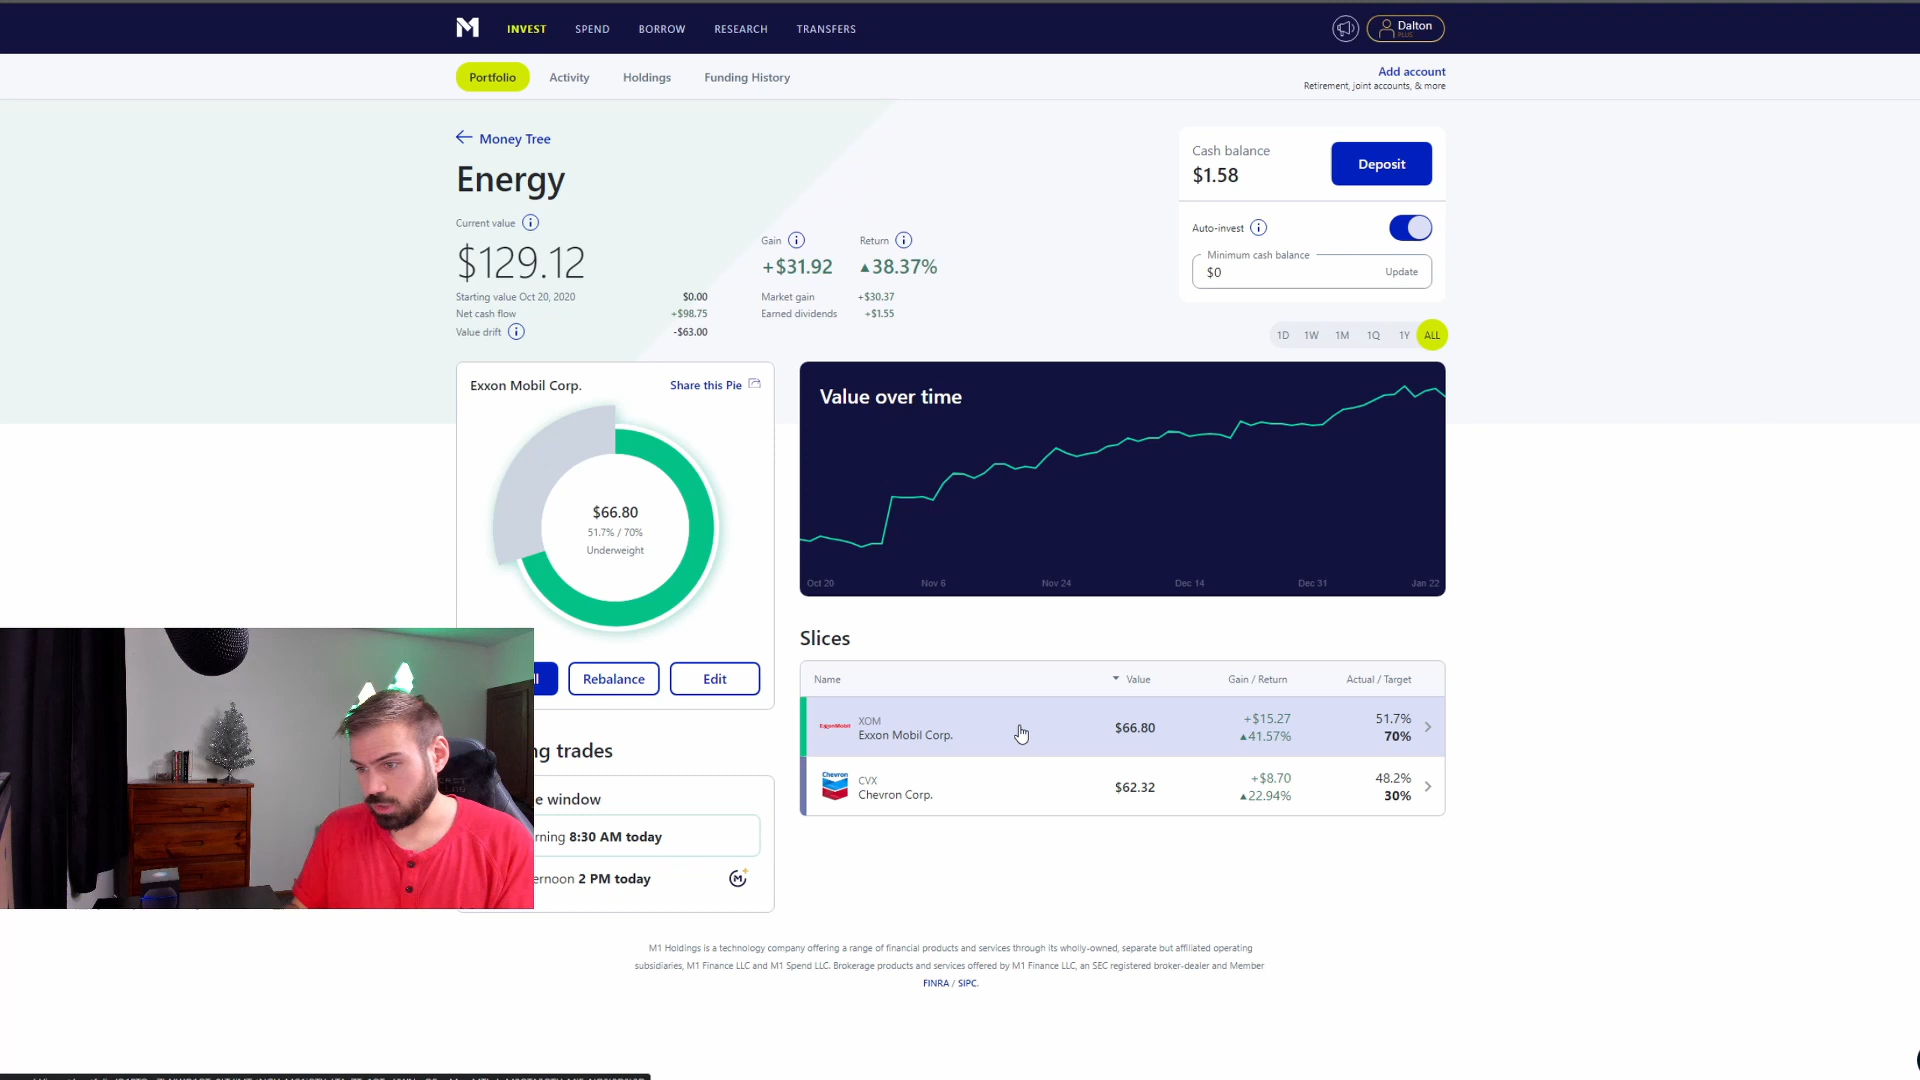 INVEST SPEND BORROW RESEARCH TRANSFERS
Dalton
PLUS
Portfolio Activity Holdings Funding History
Add account
Retirement, joint accounts, & more
Money Tree
Energy
Current value
$129.12
Starting value Oct 20, 2020 $0.00
Net cash flow +$98.75
Value drift -$63.00
Gain
+$31.92
Return
▲38.37%
Market gain +$30.37
Earned dividends +$1.55
Cash balance
$1.58
Deposit
Auto-invest
Minimum cash balance
$0 Update
1D 1W 1M 1Q 1Y ALL
Exxon Mobil Corp. Share this Pie
$66.80
51.7% / 70%
Underweight
Rebalance Edit
Value over time
Oct 20 Nov 6 Nov 24 Dec 14 Dec 31 Jan 22
Slices
Name Value Gain / Return Actual / Target
ExxonMobil
XOM
Exxon Mobil Corp.
$66.80
+$15.27
▲41.57%
51.7%
70%
Chevron
CVX
Chevron Corp.
$62.32
+$8.70
▲22.94%
48.2%
30%
g trades
e window
rning 8:30 AM today
ernoon 2 PM today
M1 Holdings is a technology company offering a range of financial products and services through its wholly-owned, separate but affiliated operating
subsidiaries, M1 Finance LLC and M1 Spend LLC. Brokerage products and services offered by M1 Finance LLC, an SEC registered broker-dealer and Member
FINRA / SIPC.